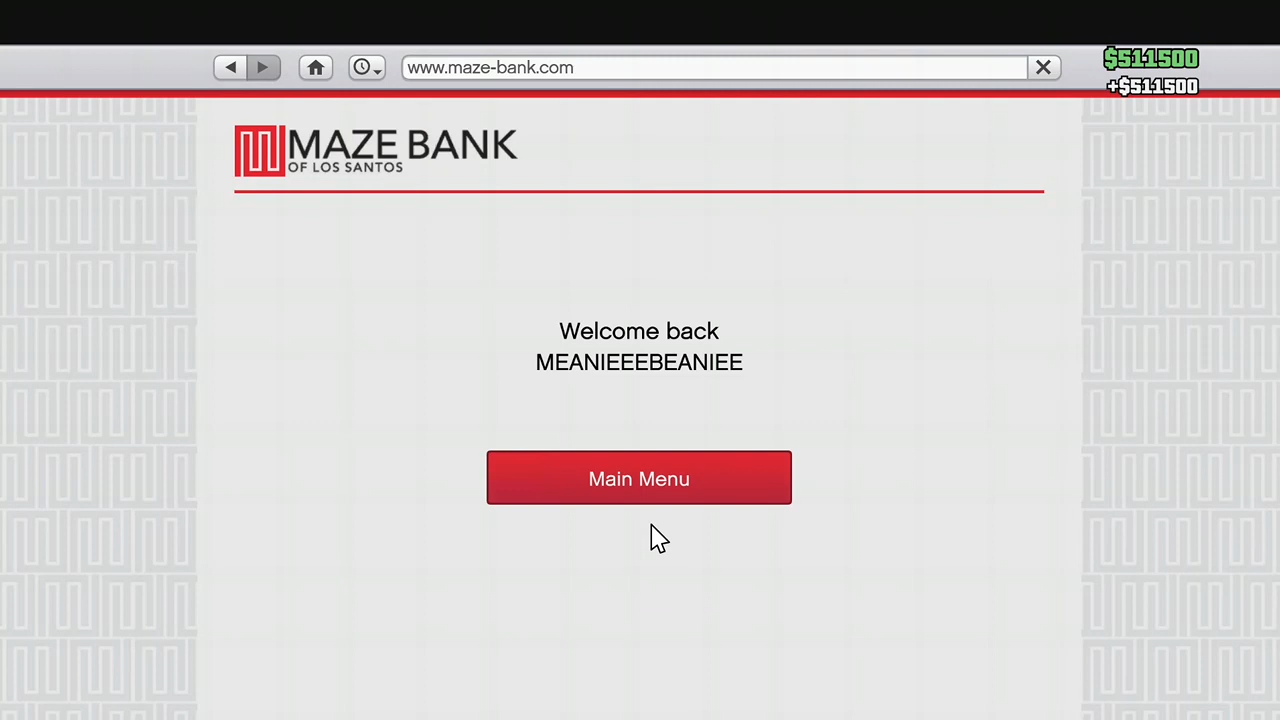 www.maze-bank.com
$511500
+$511500
MAZE BANK
OF LOS SANTOS
Welcome back
MEANIEEEBEANIEE
Main Menu